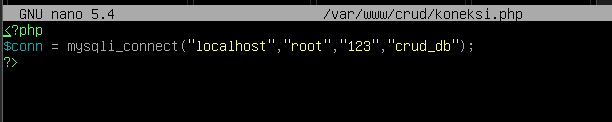 GNU nano 5.4 /var/www/crud/koneksi.php
<?php
$conn = mysqli_connect("localhost","root","123","crud_db");
?>